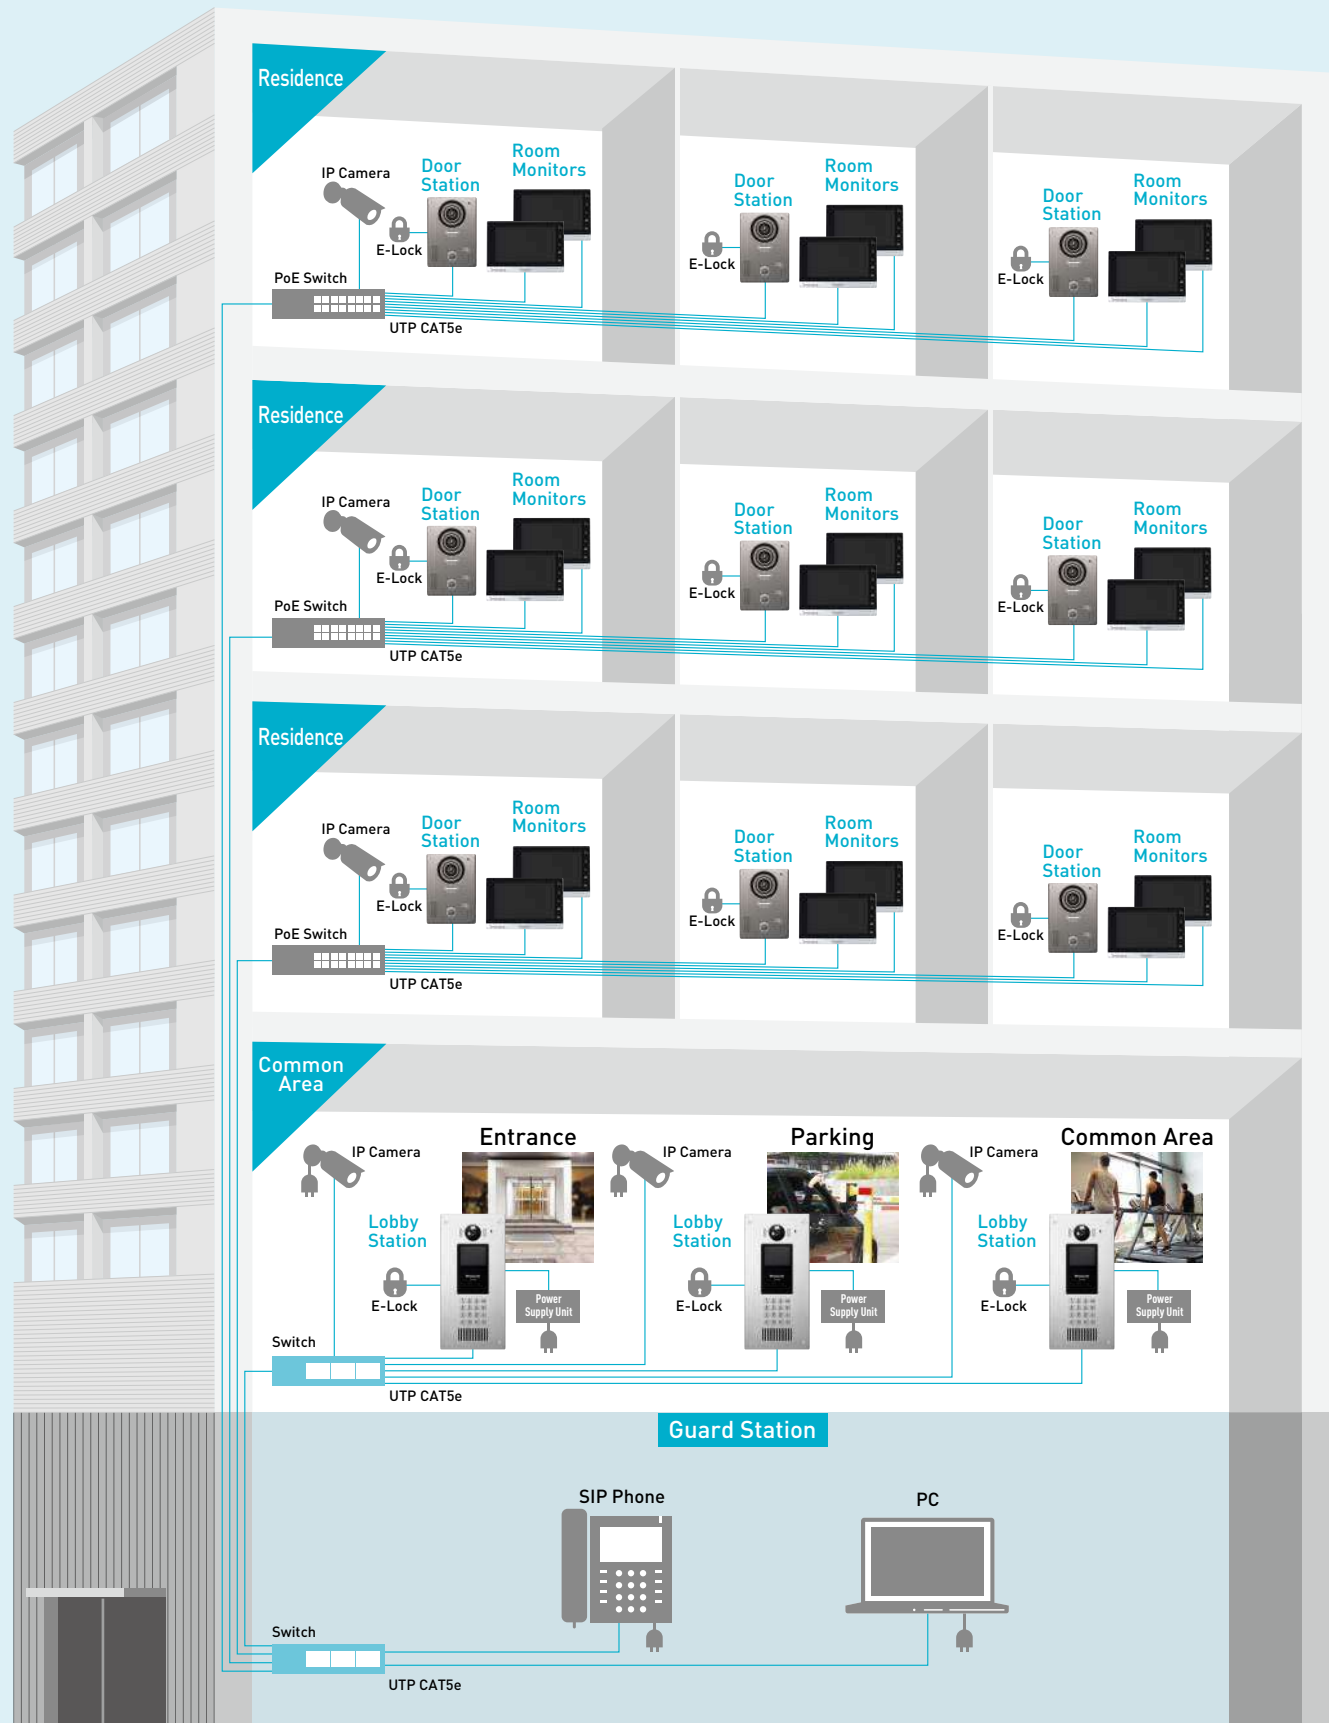 Residence
IP Camera
Door
Station
Room
Monitors
E-Lock
PoE Switch
UTP CAT5e
Door
Station
Room
Monitors
E-Lock
Door
Station
Room
Monitors
E-Lock
Residence
IP Camera
Door
Station
Room
Monitors
E-Lock
PoE Switch
UTP CAT5e
Door
Station
Room
Monitors
E-Lock
Door
Station
Room
Monitors
E-Lock
Residence
IP Camera
Door
Station
Room
Monitors
E-Lock
PoE Switch
UTP CAT5e
Door
Station
Room
Monitors
E-Lock
Door
Station
Room
Monitors
E-Lock
Common
Area
IP Camera
Entrance
Lobby
Station
E-Lock
Power
Supply Unit
IP Camera
Parking
Lobby
Station
E-Lock
Power
Supply Unit
IP Camera
Common Area
Lobby
Station
E-Lock
Power
Supply Unit
Switch
UTP CAT5e
Guard Station
SIP Phone
PC
Switch
UTP CAT5e